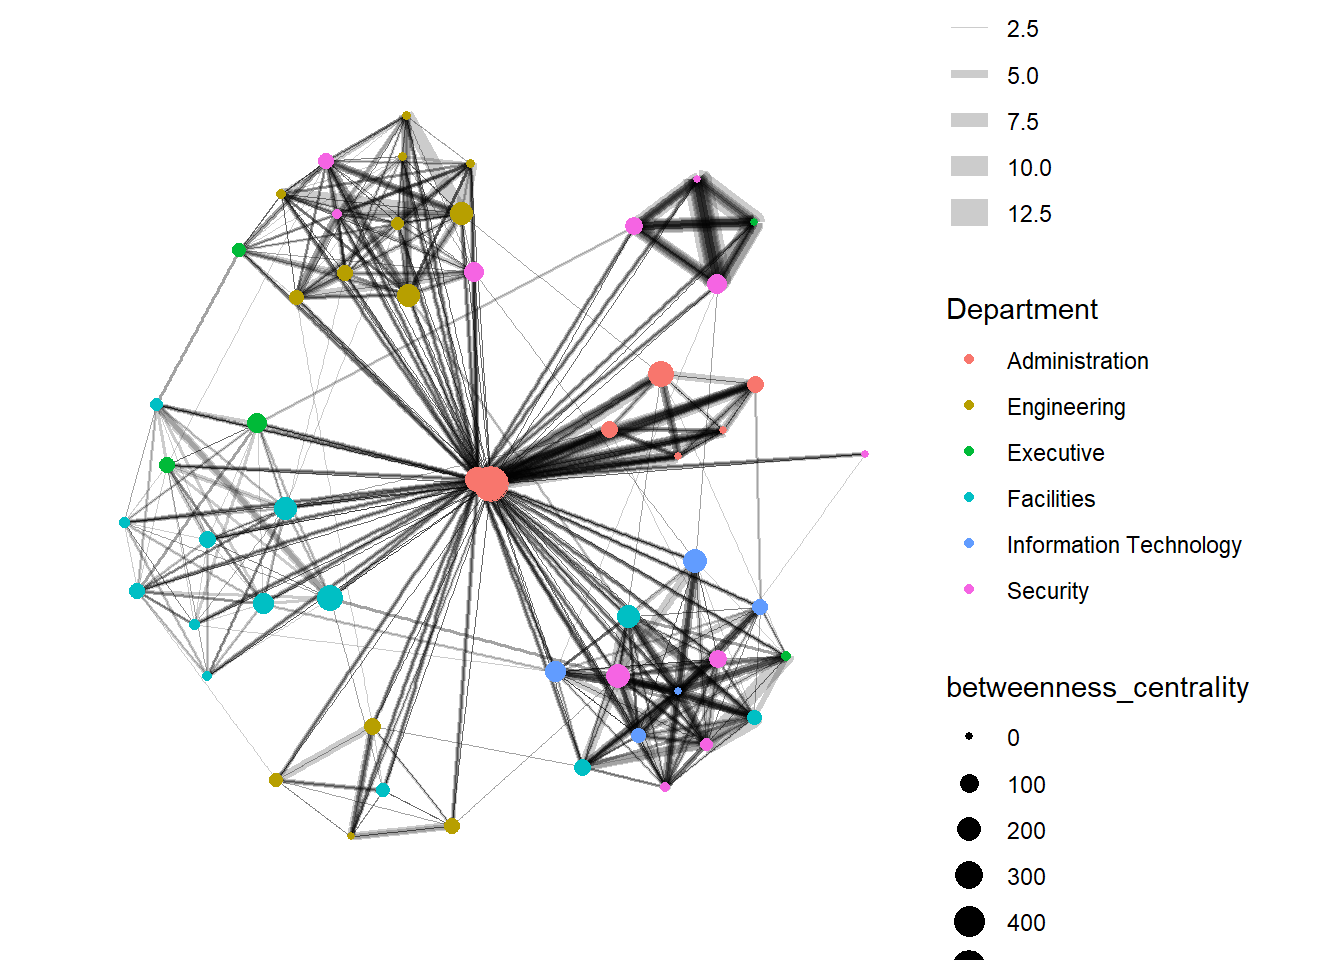 2.5
5.0
7.5
10.0
12.5
Department
Administration
Engineering
Executive
Facilities
Information Technology
Security
betweenness_centrality
0
100
200
300
400